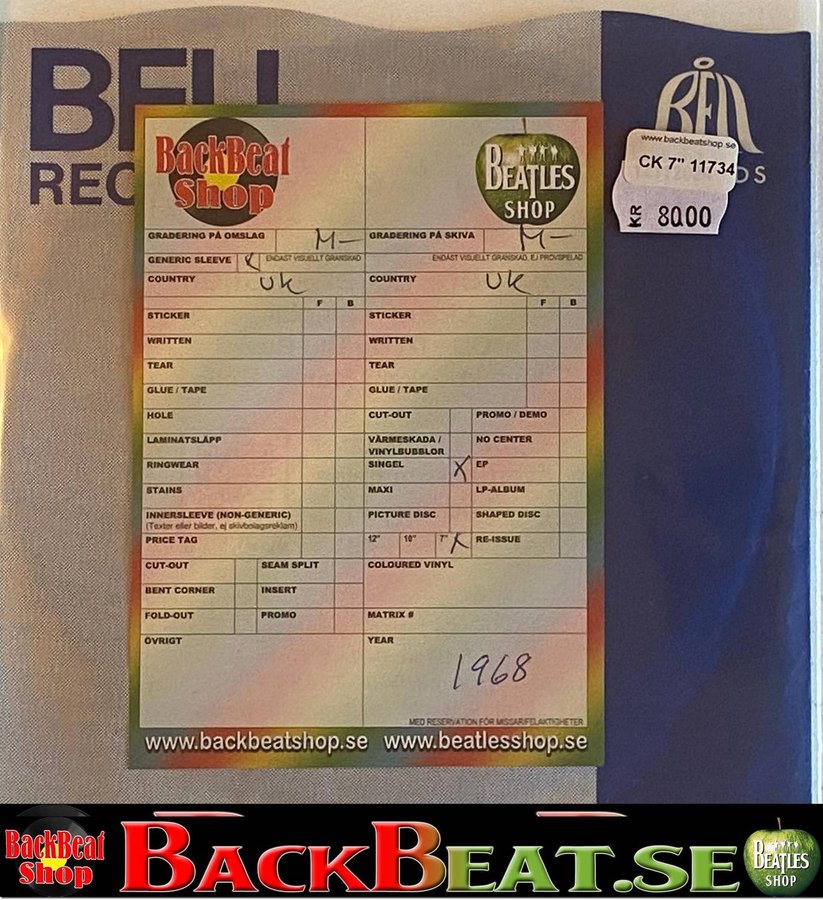 BELL
REC
BELL
RECORDS
www.backbeatshop.se
CK 7" 11734
KR 80.00
BackBeat
Shop
BEATLES
SHOP
GRADERING PÅ OMSLAG M-
GRADERING PÅ SKIVA M-
GENERIC SLEEVE X ENDAST VISUELLT GRANSKAD
ENDAST VISUELLT GRANSKAD, EJ PROVSPELAD
COUNTRY UK
COUNTRY UK
F B
F B
STICKER
STICKER
WRITTEN
WRITTEN
TEAR
TEAR
GLUE / TAPE
GLUE / TAPE
HOLE
CUT-OUT
PROMO / DEMO
LAMINATSLÄPP
VÄRMESKADA /
VINYLBUBBLOR
NO CENTER
RINGWEAR
SINGEL X
EP
STAINS
MAXI
LP-ALBUM
INNERSLEEVE (NON-GENERIC)
(Texter eller bilder, ej skivbolagsreklam)
PICTURE DISC
SHAPED DISC
PRICE TAG
12" 10" 7" X
RE-ISSUE
CUT-OUT
SEAM SPLIT
COLOURED VINYL
BENT CORNER
INSERT
FOLD-OUT
PROMO
MATRIX #
ÖVRIGT
YEAR
1968
MED RESERVATION FÖR MISSAR/FELAKTIGHETER
www.backbeatshop.se www.beatlesshop.se
BackBeat
Shop
BACKBEAT.SE
BEATLES
SHOP